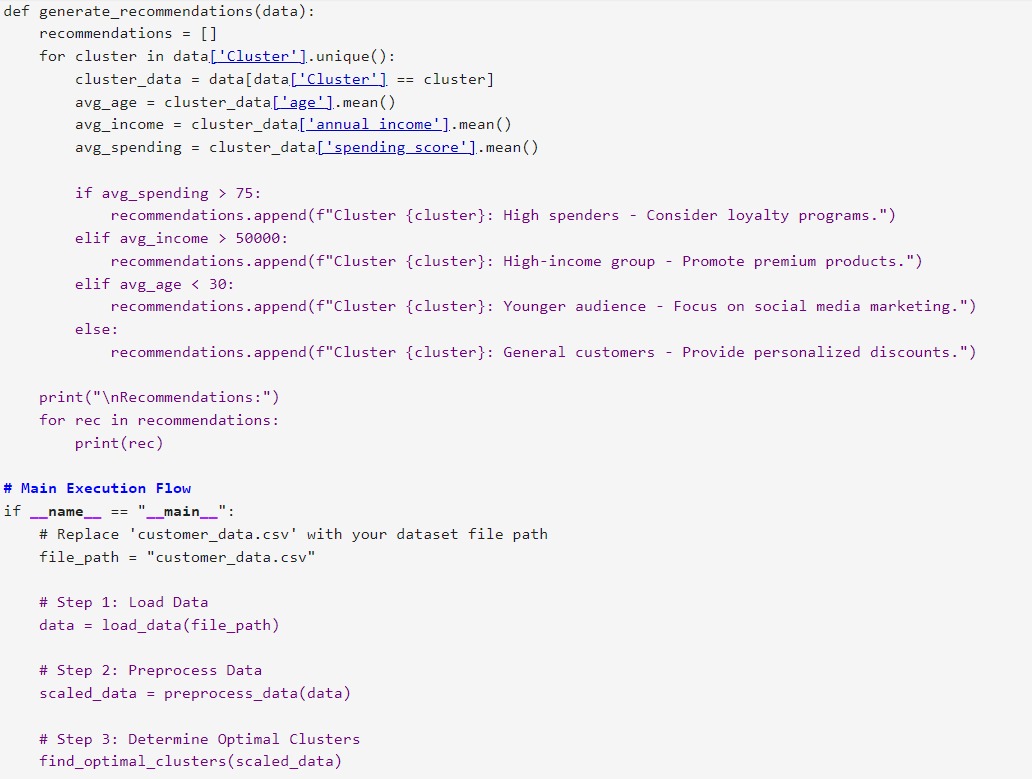 def generate_recommendations(data):
    recommendations = []
    for cluster in data['Cluster'].unique():
        cluster_data = data[data['Cluster'] == cluster]
        avg_age = cluster_data['age'].mean()
        avg_income = cluster_data['annual_income'].mean()
        avg_spending = cluster_data['spending_score'].mean()

        if avg_spending > 75:
            recommendations.append(f"Cluster {cluster}: High spenders - Consider loyalty programs.")
        elif avg_income > 50000:
            recommendations.append(f"Cluster {cluster}: High-income group - Promote premium products.")
        elif avg_age < 30:
            recommendations.append(f"Cluster {cluster}: Younger audience - Focus on social media marketing.")
        else:
            recommendations.append(f"Cluster {cluster}: General customers - Provide personalized discounts.")

    print("\nRecommendations:")
    for rec in recommendations:
        print(rec)

# Main Execution Flow
if __name__ == "__main__":
    # Replace 'customer_data.csv' with your dataset file path
    file_path = "customer_data.csv"

    # Step 1: Load Data
    data = load_data(file_path)

    # Step 2: Preprocess Data
    scaled_data = preprocess_data(data)

    # Step 3: Determine Optimal Clusters
    find_optimal_clusters(scaled_data)